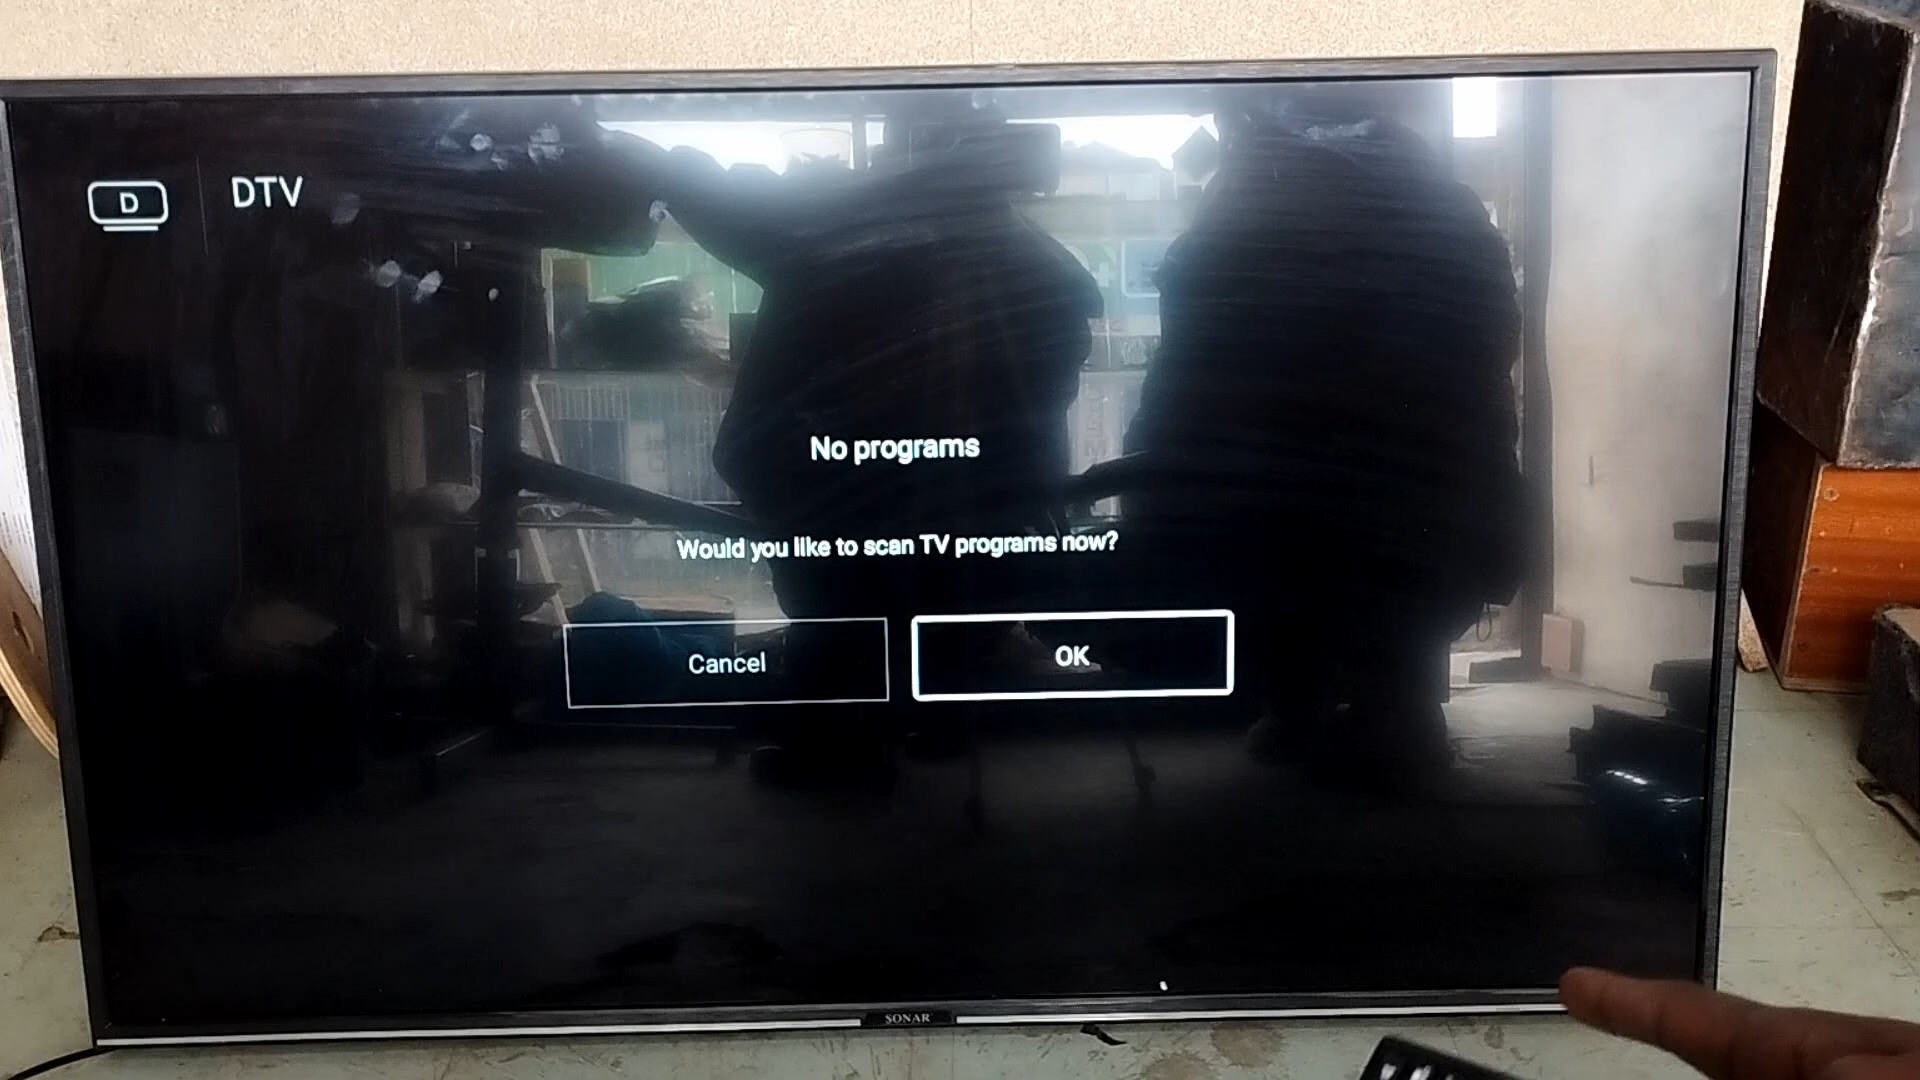 D
DTV
No programs
Would you like to scan TV programs now?
Cancel
OK
SONAR